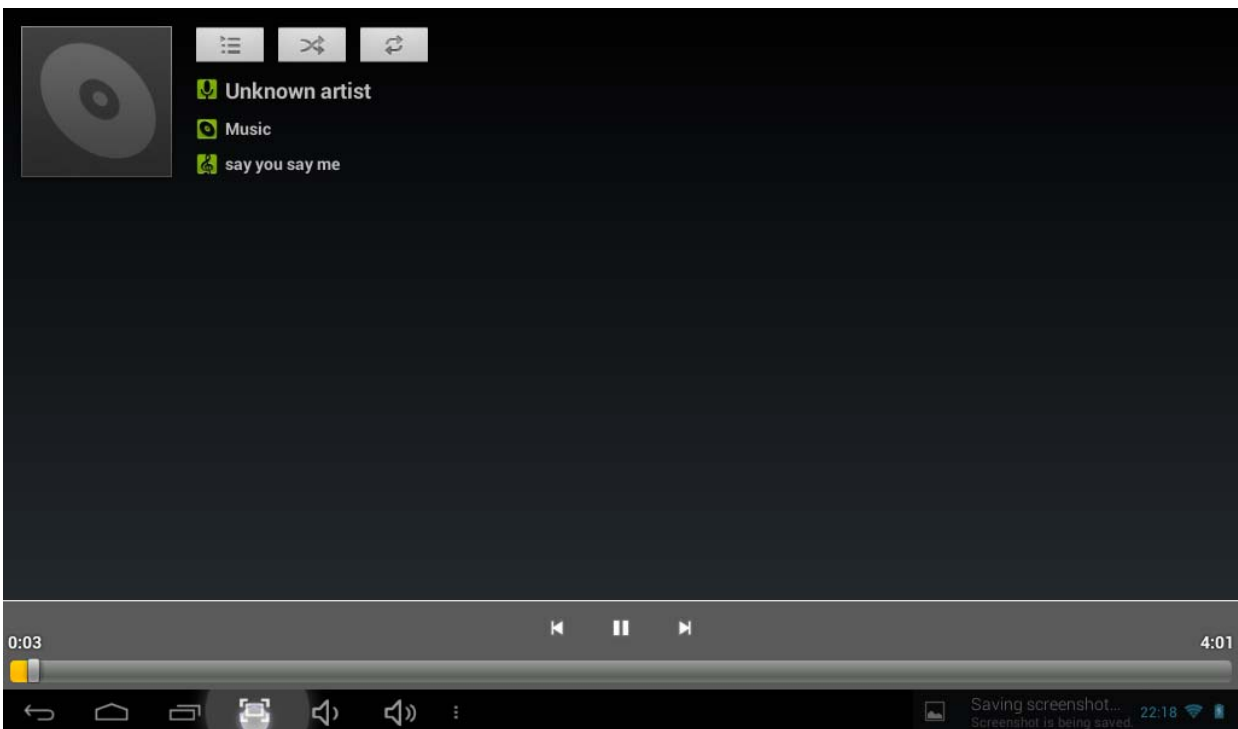 Unknown artist
Music
say you say me
0:03
4:01
Saving screenshot...
Screenshot is being saved.
22:18